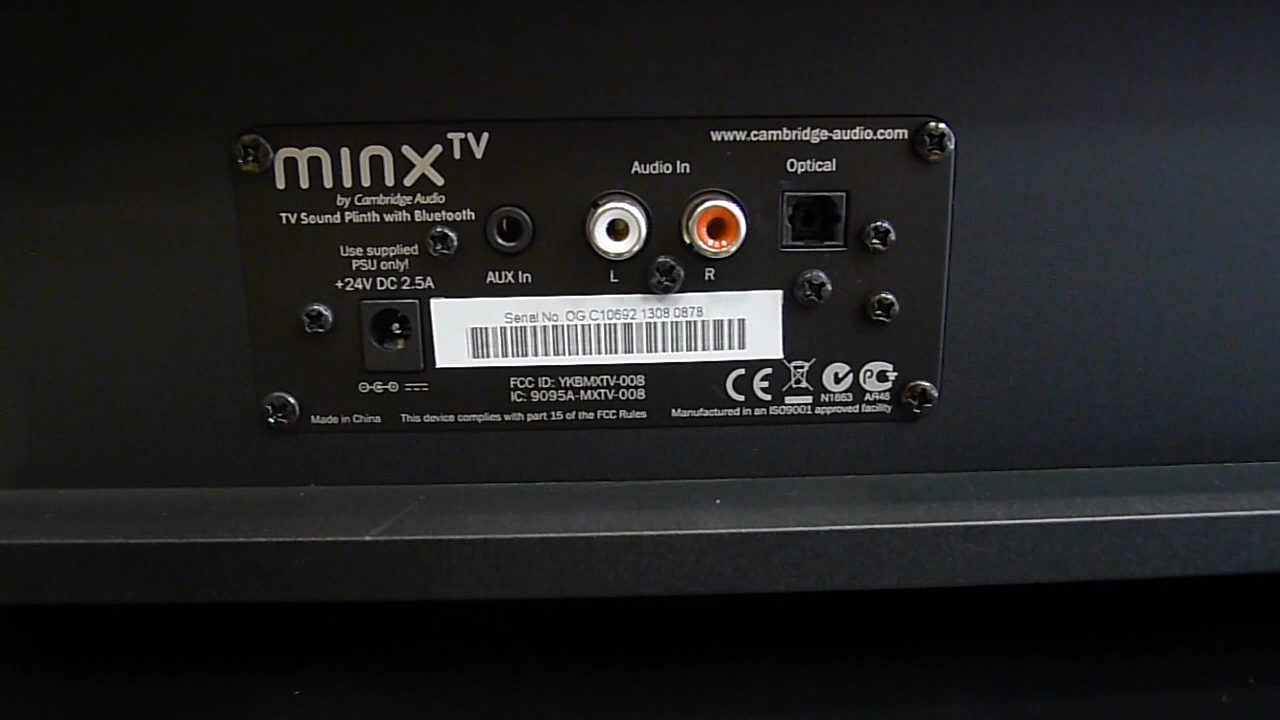 minx TV
by Cambridge Audio
TV Sound Plinth with Bluetooth
www.cambridge-audio.com
Audio In
Optical
Use supplied
PSU only!
+24V DC 2.5A
AUX In
L
R
Serial No. OG C10692 1308 0878
FCC ID: YKBMXTV-008
IC: 9095A-MXTV-008
CE
N1663
AR46
Made in China
This device complies with part 15 of the FCC Rules
Manufactured in an ISO9001 approved facility